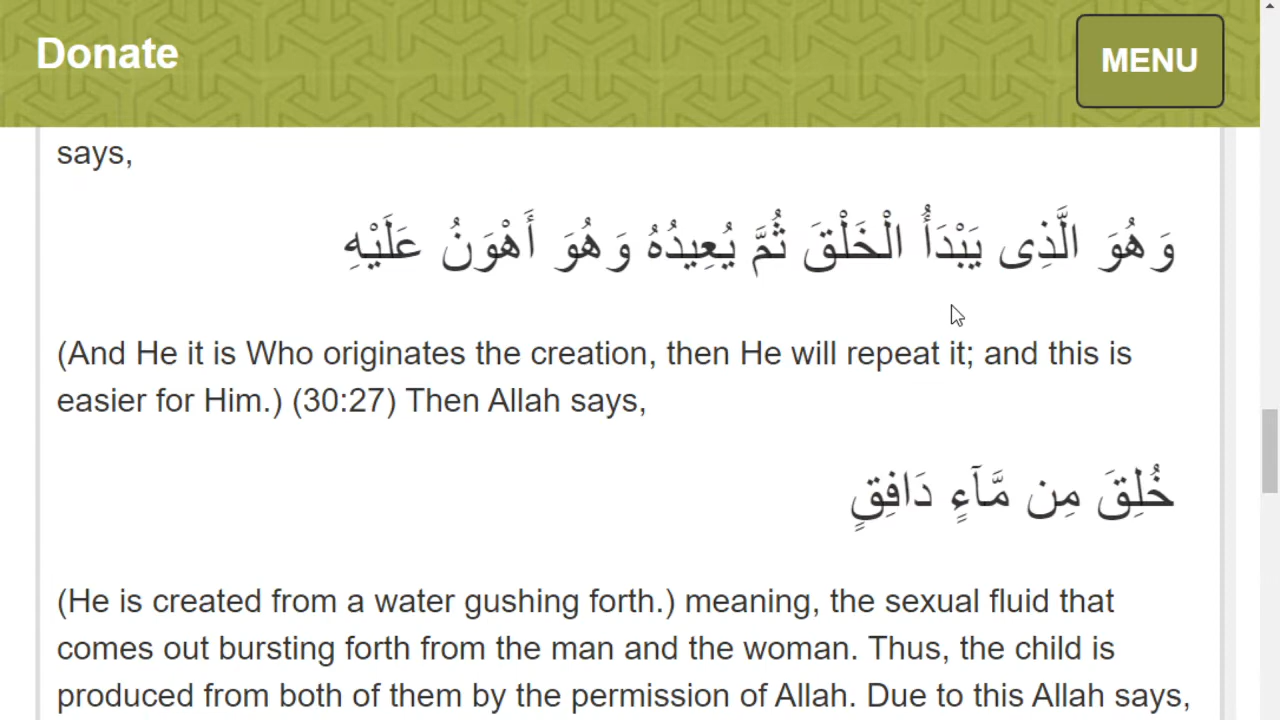 Donate
MENU
says,
وَهُوَ الَّذِى يَبْدَأُ الْخَلْقَ ثُمَّ يُعِيدُهُ وَهُوَ أَهْوَنُ عَلَيْهِ
(And He it is Who originates the creation, then He will repeat it; and this is
easier for Him.) (30:27) Then Allah says,
خُلِقَ مِن مَّآءٍ دَافِقٍ
(He is created from a water gushing forth.) meaning, the sexual fluid that
comes out bursting forth from the man and the woman. Thus, the child is
produced from both of them by the permission of Allah. Due to this Allah says,